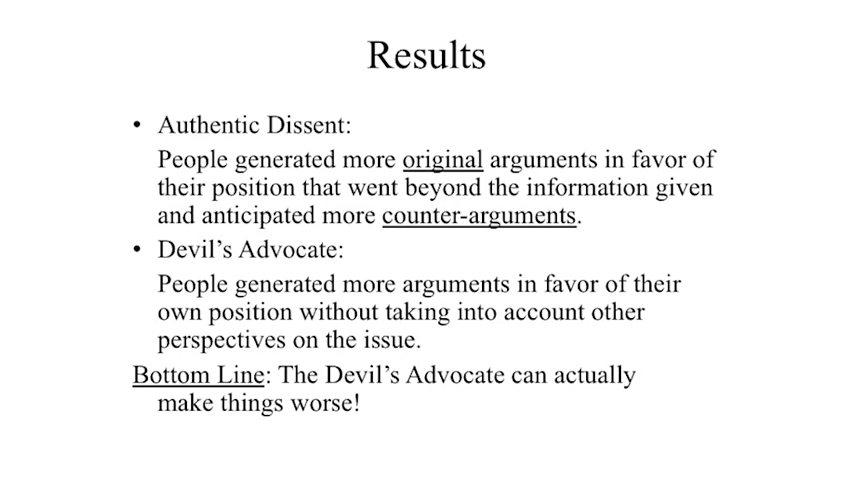 Results
• Authentic Dissent:
People generated more original arguments in favor of
their position that went beyond the information given
and anticipated more counter-arguments.
• Devil’s Advocate:
People generated more arguments in favor of their
own position without taking into account other
perspectives on the issue.
Bottom Line: The Devil’s Advocate can actually
make things worse!